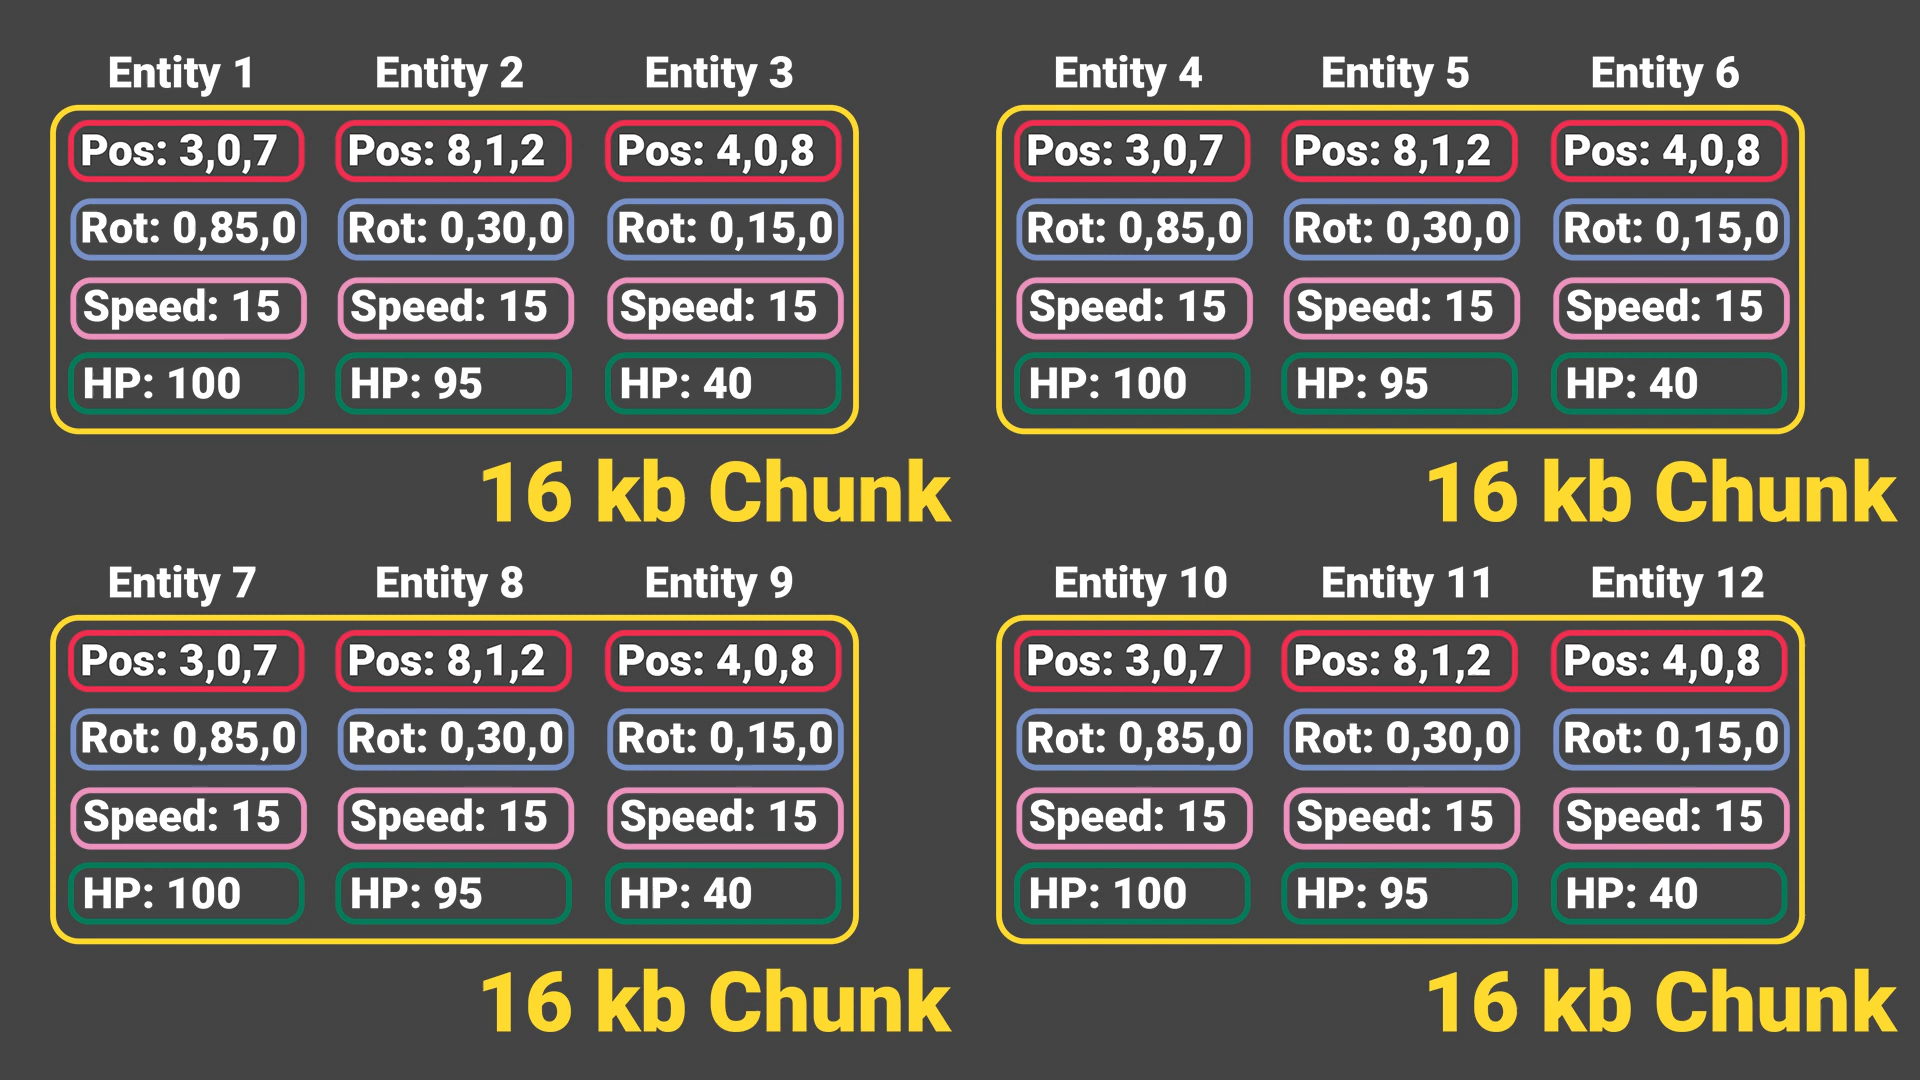 Entity 1 Entity 2 Entity 3
Pos: 3,0,7 Pos: 8,1,2 Pos: 4,0,8
Rot: 0,85,0 Rot: 0,30,0 Rot: 0,15,0
Speed: 15 Speed: 15 Speed: 15
HP: 100 HP: 95 HP: 40
16 kb Chunk
Entity 4 Entity 5 Entity 6
Pos: 3,0,7 Pos: 8,1,2 Pos: 4,0,8
Rot: 0,85,0 Rot: 0,30,0 Rot: 0,15,0
Speed: 15 Speed: 15 Speed: 15
HP: 100 HP: 95 HP: 40
16 kb Chunk
Entity 7 Entity 8 Entity 9
Pos: 3,0,7 Pos: 8,1,2 Pos: 4,0,8
Rot: 0,85,0 Rot: 0,30,0 Rot: 0,15,0
Speed: 15 Speed: 15 Speed: 15
HP: 100 HP: 95 HP: 40
16 kb Chunk
Entity 10 Entity 11 Entity 12
Pos: 3,0,7 Pos: 8,1,2 Pos: 4,0,8
Rot: 0,85,0 Rot: 0,30,0 Rot: 0,15,0
Speed: 15 Speed: 15 Speed: 15
HP: 100 HP: 95 HP: 40
16 kb Chunk